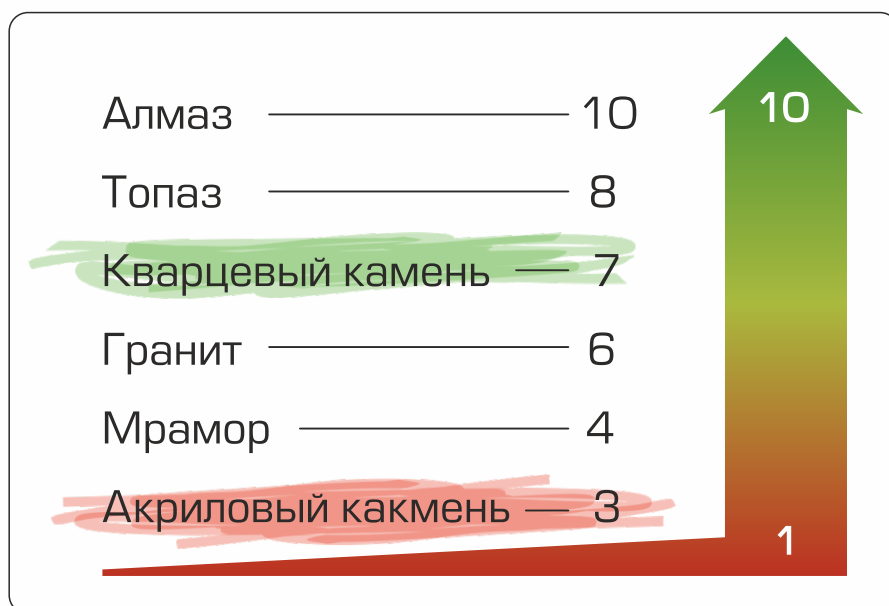 Алмаз 10
Топаз 8
Кварцевый камень 7
Гранит 6
Мрамор 4
Акриловый какмень 3
10
1